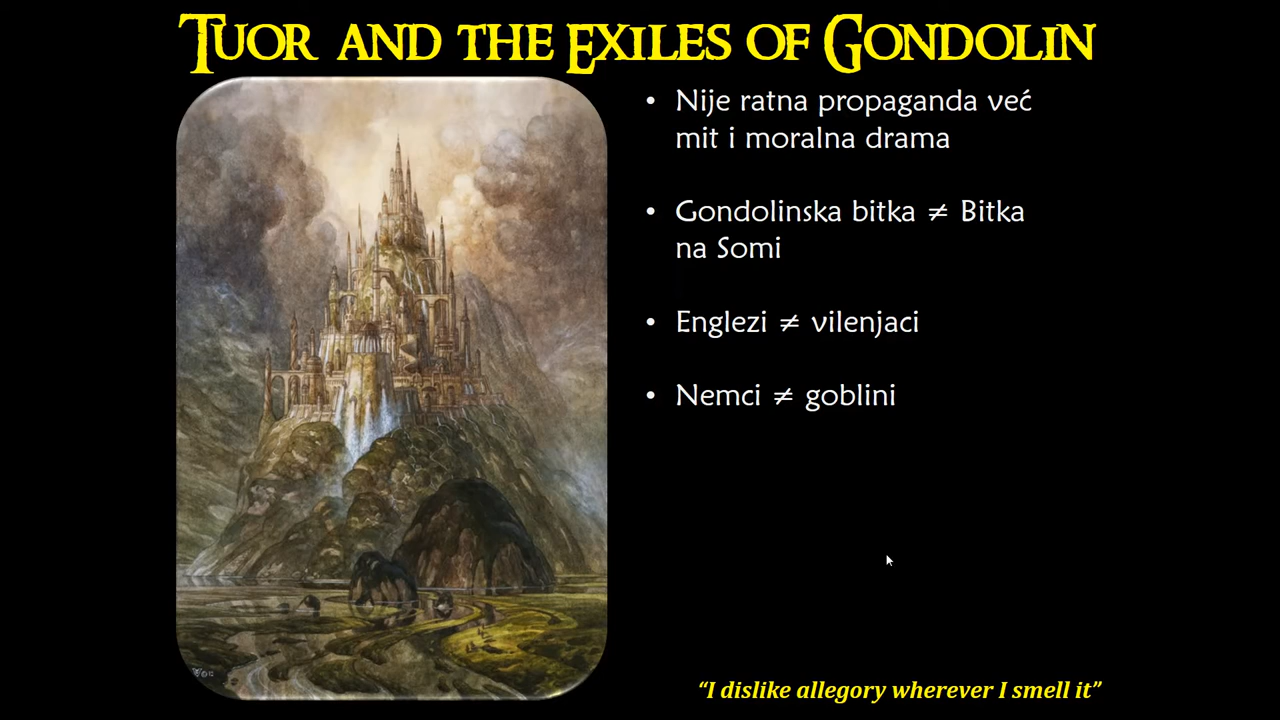 Tuor and the Exiles of Gondolin
• Nije ratna propaganda već
mit i moralna drama
• Gondolinska bitka ≠ Bitka
na Somi
• Englezi ≠ vilenjaci
• Nemci ≠ goblini
“I dislike allegory wherever I smell it”